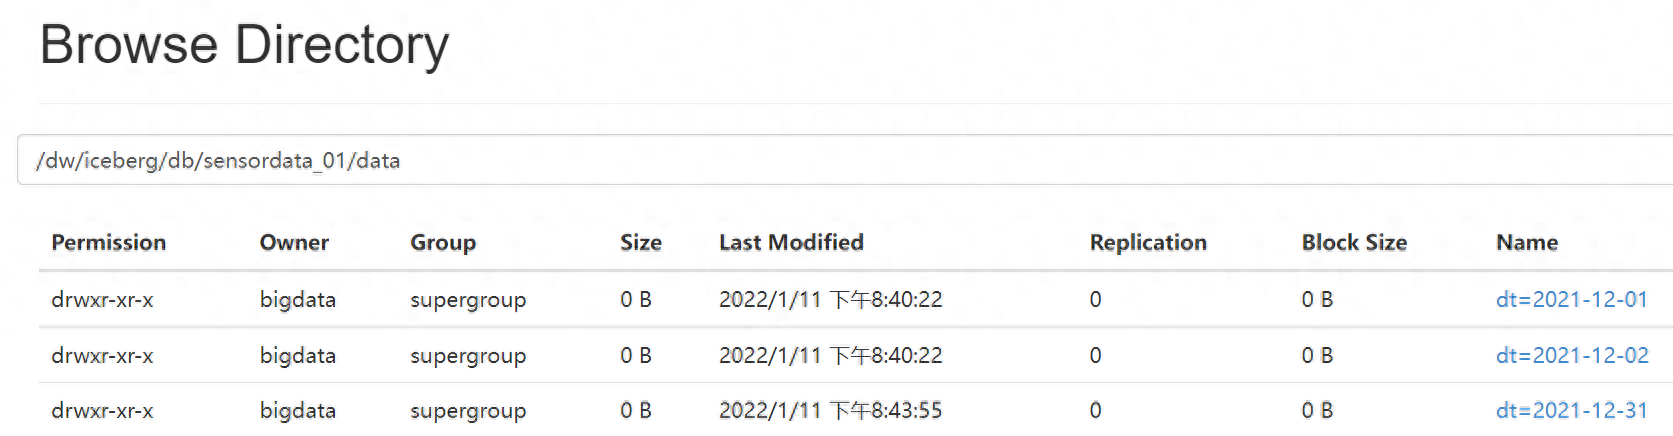 Browse Directory
/dw/iceberg/db/sensordata_01/data
Permission Owner Group Size Last Modified Replication Block Size Name
drwxr-xr-x bigdata supergroup 0 B 2022/1/11 下午8:40:22 0 0 B dt=2021-12-01
drwxr-xr-x bigdata supergroup 0 B 2022/1/11 下午8:40:22 0 0 B dt=2021-12-02
drwxr-xr-x bigdata supergroup 0 B 2022/1/11 下午8:43:55 0 0 B dt=2021-12-31